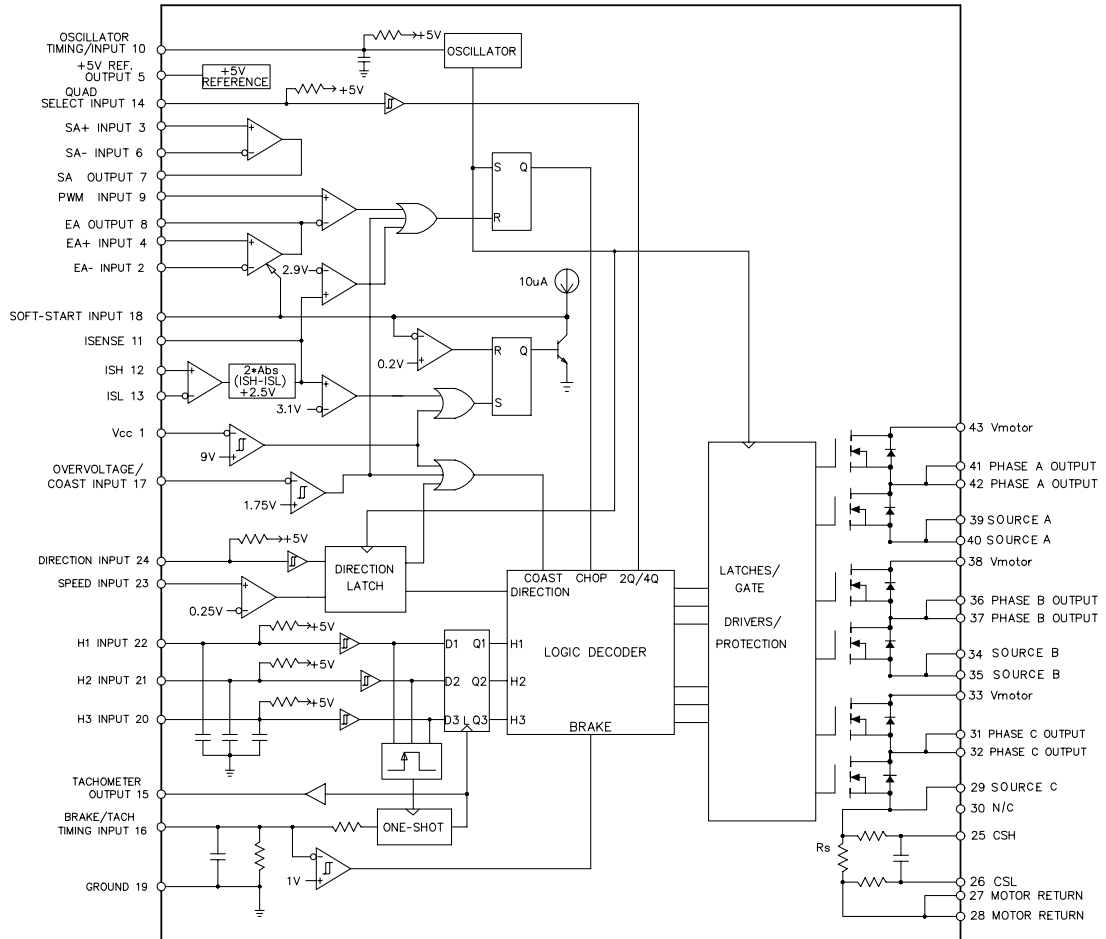 OSCILLATOR
TIMING/INPUT 10
+5V
OSCILLATOR
+5V REF.
OUTPUT 5
+5V
REFERENCE
QUAD
SELECT INPUT 14
+5V
SA+ INPUT 3
SA- INPUT 6
SA OUTPUT 7
PWM INPUT 9
EA OUTPUT 8
EA+ INPUT 4
EA- INPUT 2
+
-
+
-
+
-
2.9V
-
+
S Q
R
10uA
SOFT-START INPUT 18
ISENSE 11
ISH 12
ISL 13
+
-
2*Abs
(ISH-ISL)
+2.5V
-
+
0.2V
+
-
3.1V
R Q
S
Vcc 1
-
+
9V
OVERVOLTAGE/
COAST INPUT 17
-
+
1.75V
DIRECTION INPUT 24
+5V
SPEED INPUT 23
+
-
0.25V
DIRECTION
LATCH
COAST CHOP 2Q/4Q
DIRECTION
LOGIC DECODER
H1
H2
H3
BRAKE
H1 INPUT 22
+5V
H2 INPUT 21
+5V
H3 INPUT 20
+5V
D1 Q1
D2 Q2
D3 L Q3
TACHOMETER
OUTPUT 15
BRAKE/TACH
TIMING INPUT 16
ONE-SHOT
-
+
1V
GROUND 19
LATCHES/
GATE
DRIVERS/
PROTECTION
43 Vmotor
41 PHASE A OUTPUT
42 PHASE A OUTPUT
39 SOURCE A
40 SOURCE A
38 Vmotor
36 PHASE B OUTPUT
37 PHASE B OUTPUT
34 SOURCE B
35 SOURCE B
33 Vmotor
31 PHASE C OUTPUT
32 PHASE C OUTPUT
29 SOURCE C
30 N/C
Rs
25 CSH
26 CSL
27 MOTOR RETURN
28 MOTOR RETURN